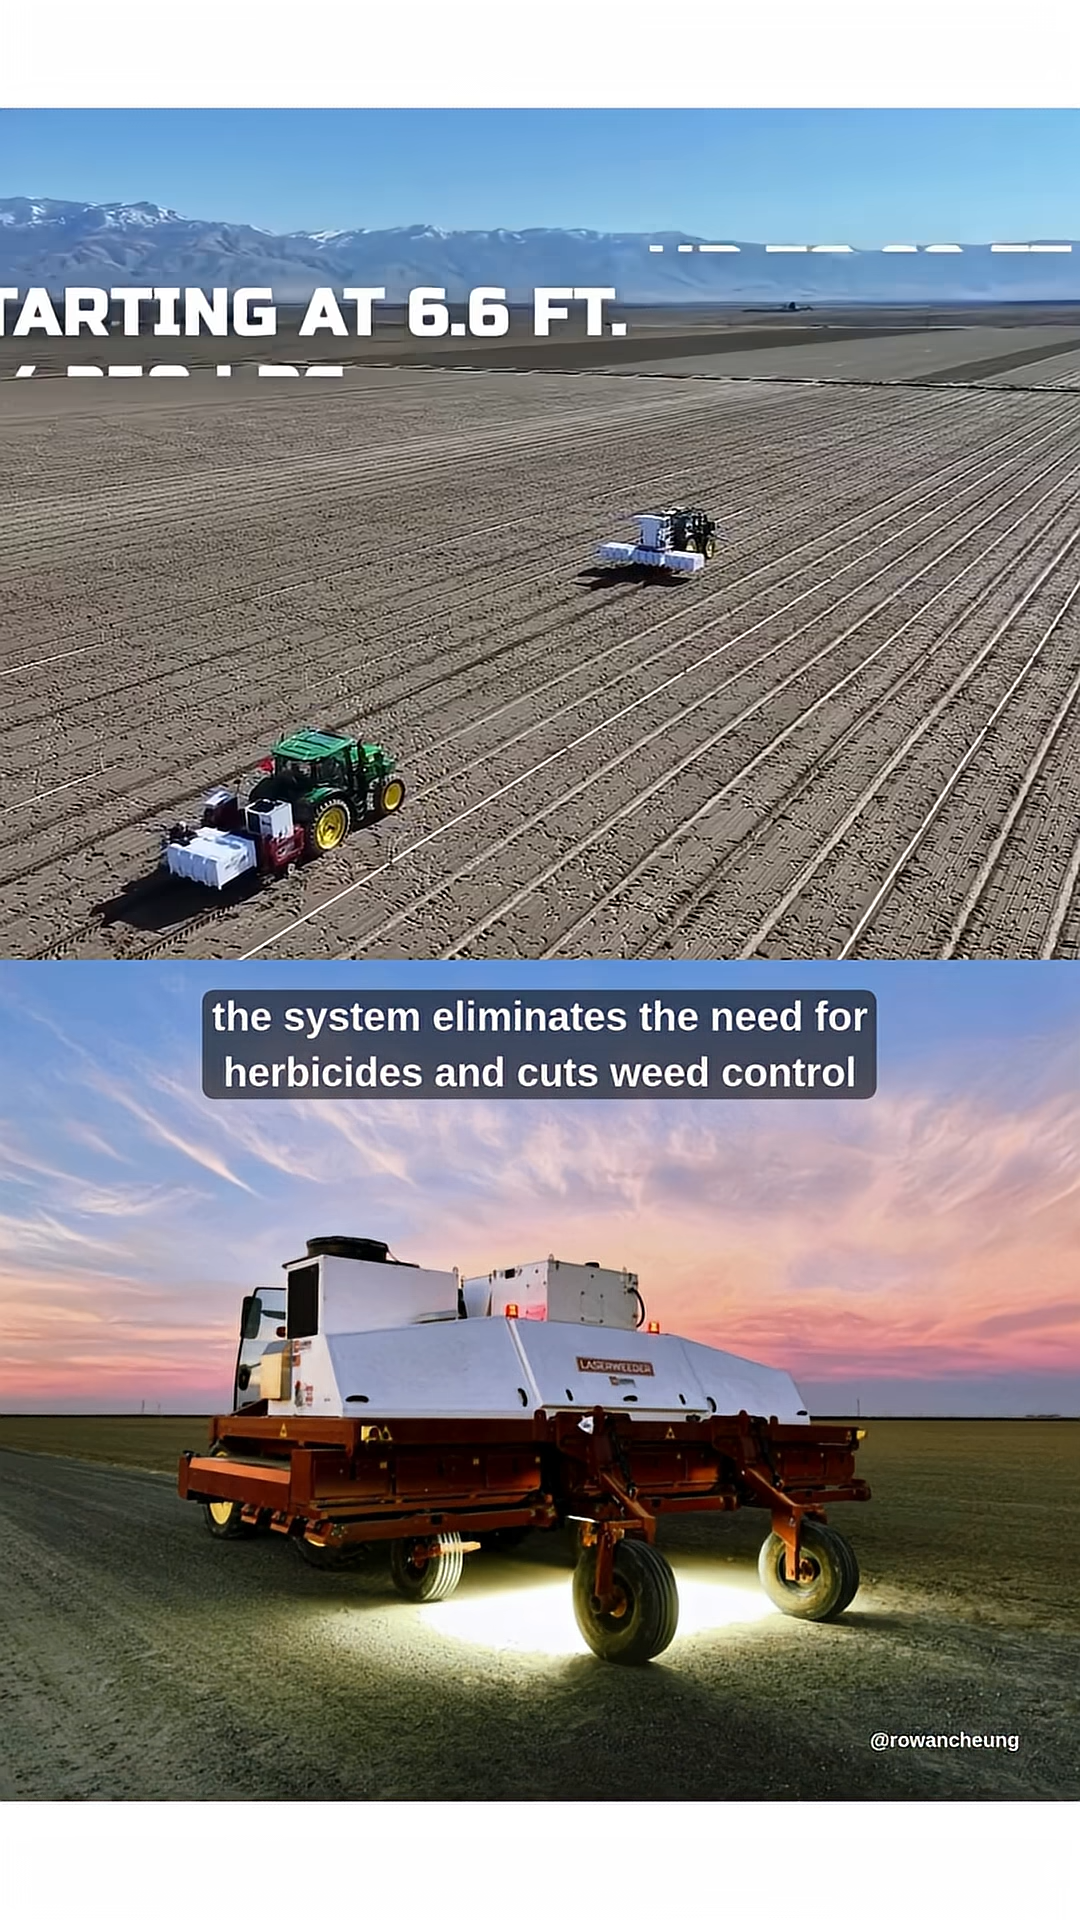 TARTING AT 6.6 FT.
the system eliminates the need for
herbicides and cuts weed control
LASERWEEDER
@rowancheung